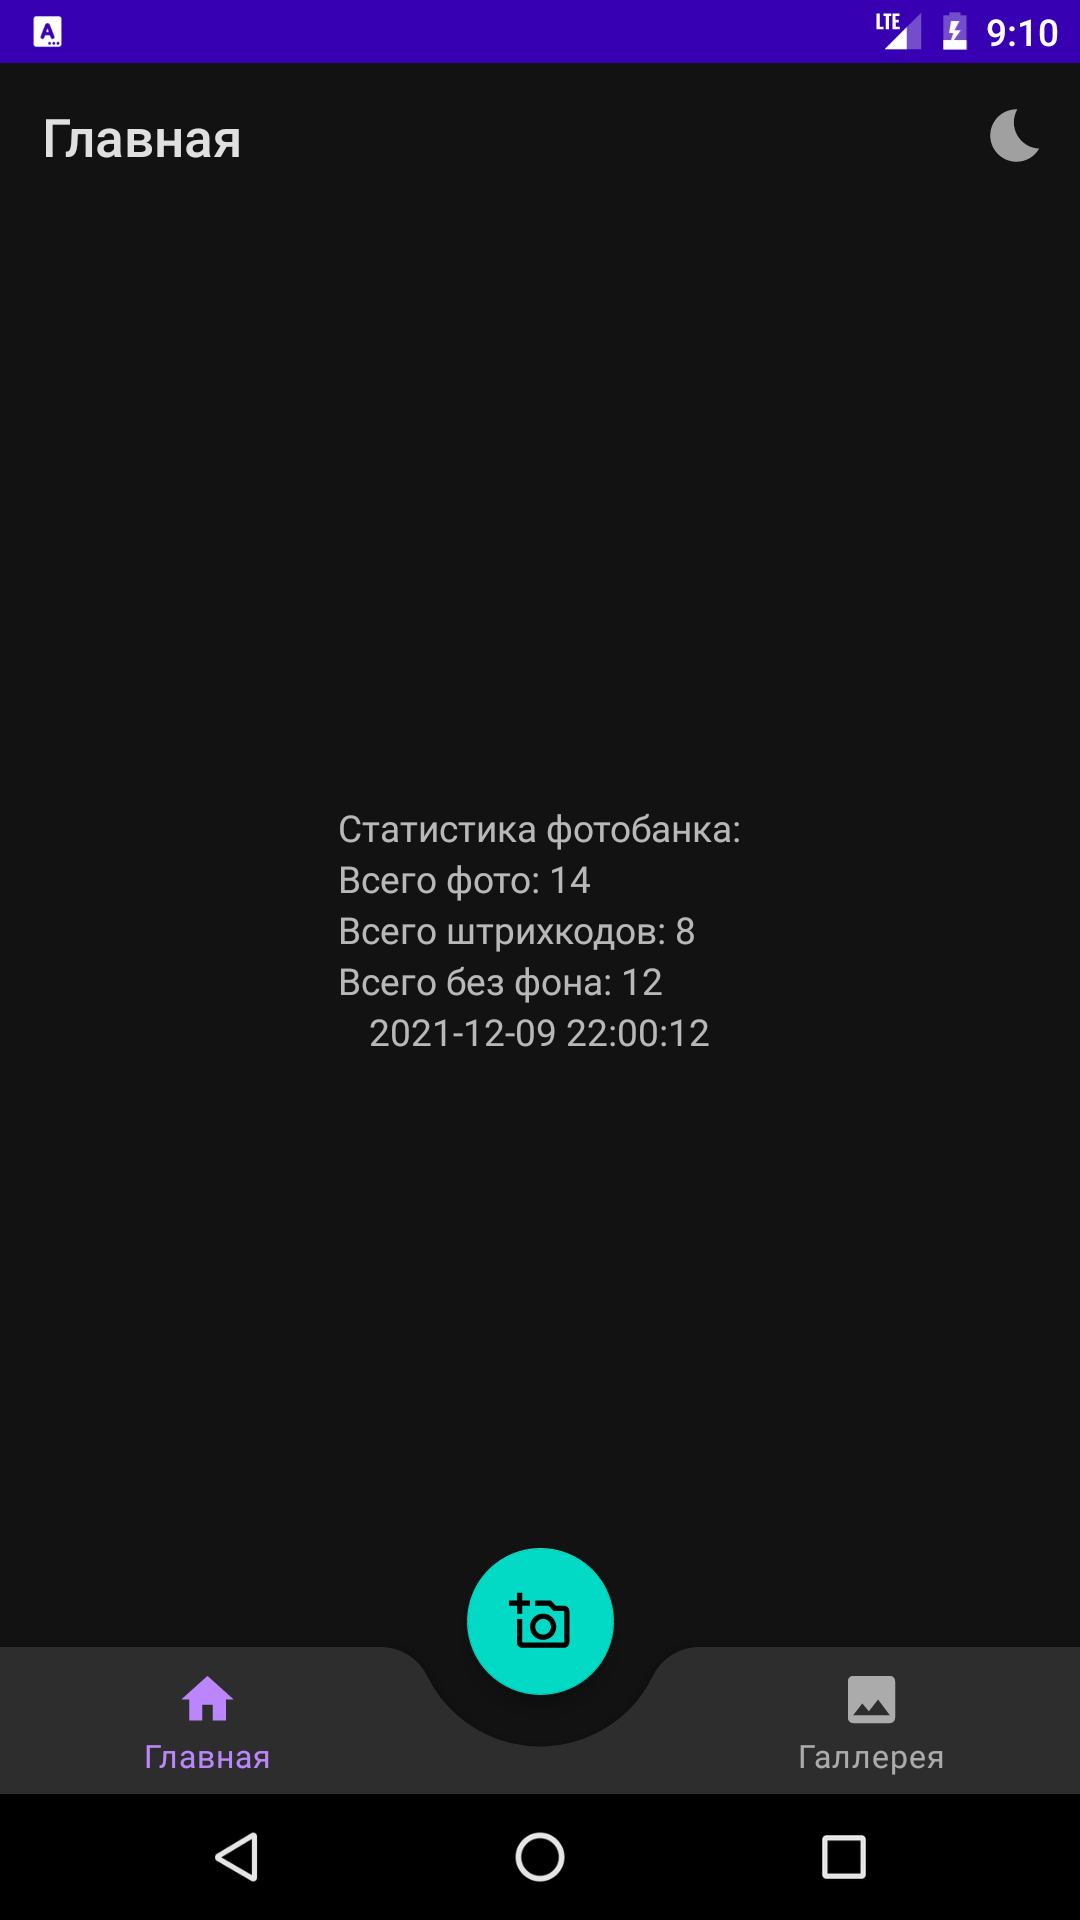 LTE 9:10
Главная
Статистика фотобанка:
Всего фото: 14
Всего штрихкодов: 8
Всего без фона: 12
2021-12-09 22:00:12
Главная
Галлерея